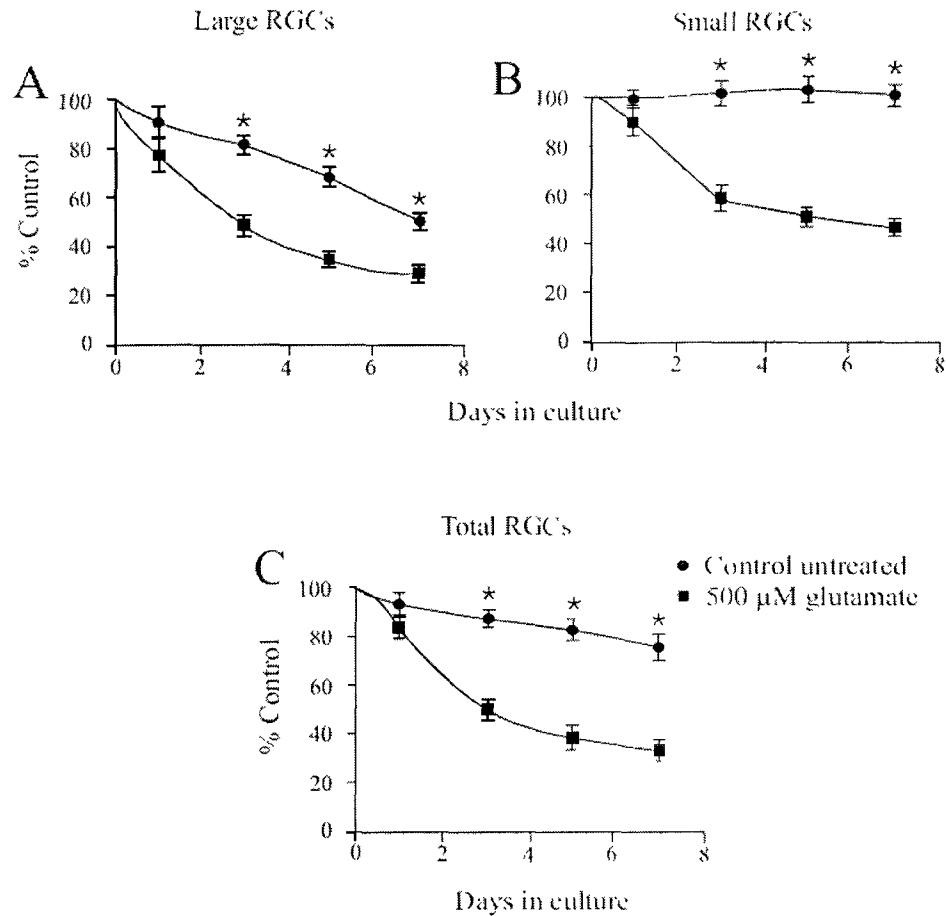 Large RGCs
Small RGCs
A
B
100
80
60
40
20
0
% Control
* * *
0 2 4 6 8
100
80
60
40
20
0
* * *
0 2 4 6 8
Days in culture
Total RGCs
C
Control untreated
500 µM glutamate
100
80
60
40
20
0
% Control
* * *
0 2 4 6 8
Days in culture